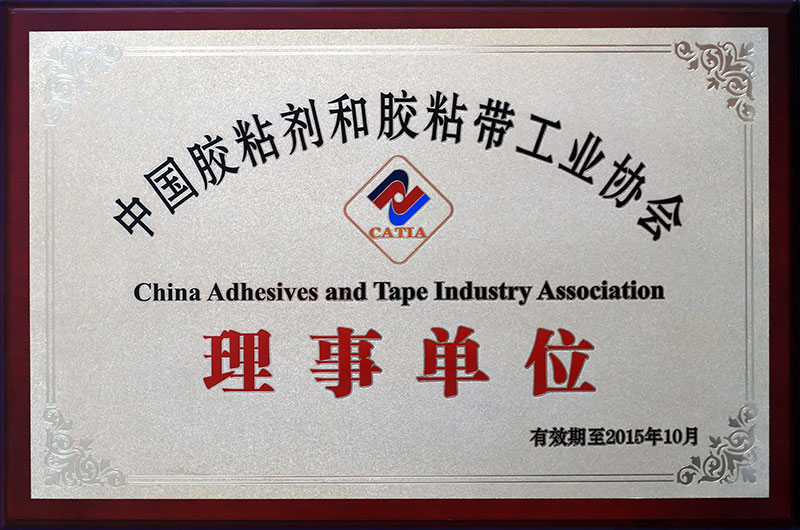 中国胶粘剂和胶粘带工业协会
CATIA
China Adhesives and Tape Industry Association
理事单位
有效期至2015年10月